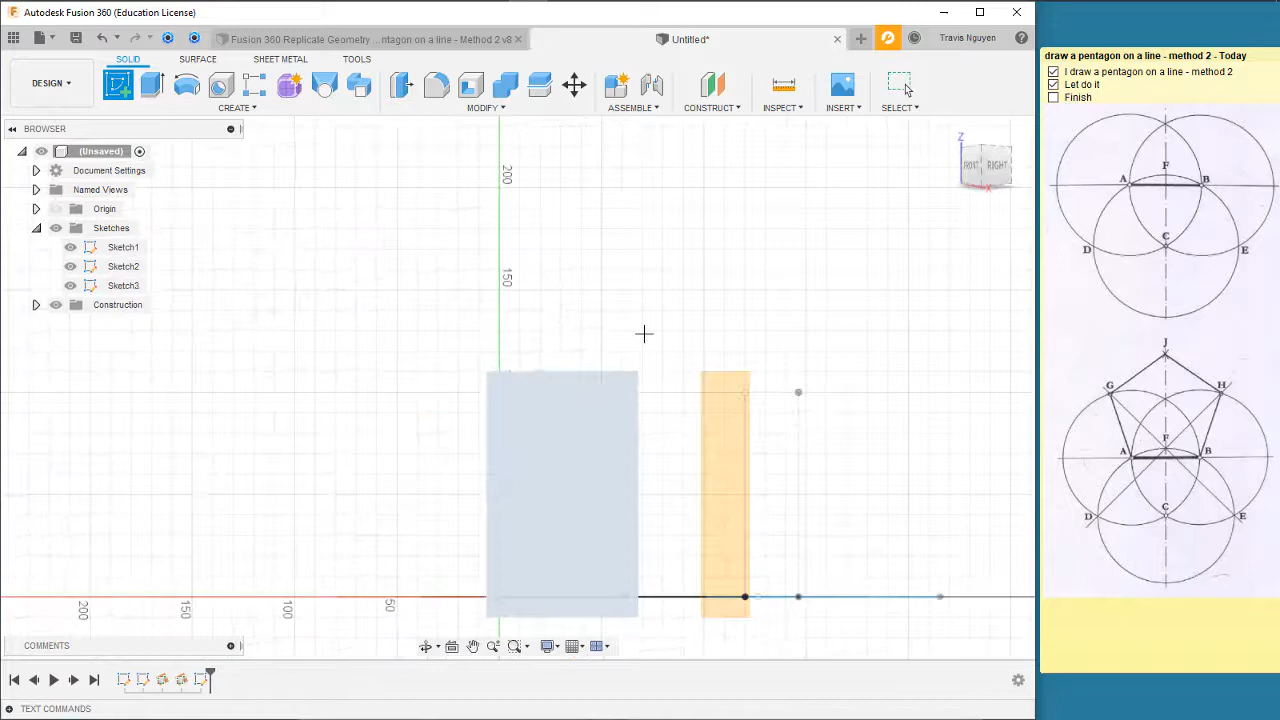 Autodesk Fusion 360 (Education License)
Fusion 360 Replicate Geometry ...ntagon on a line - Method 2 v8
Untitled*
Travis Nguyen
DESIGN
SOLID
SURFACE
SHEET METAL
TOOLS
CREATE
MODIFY
ASSEMBLE
CONSTRUCT
INSPECT
INSERT
SELECT
BROWSER
(Unsaved)
Document Settings
Named Views
Origin
Sketches
Sketch1
Sketch2
Sketch3
Construction
200
150
200
150
100
50
Z
FRONT
RIGHT
X
COMMENTS
TEXT COMMANDS
draw a pentagon on a line - method 2 - Today
I draw a pentagon on a line - method 2
Let do it
Finish
F
A
B
C
D
E
J
G
H
F
A
B
C
D
E